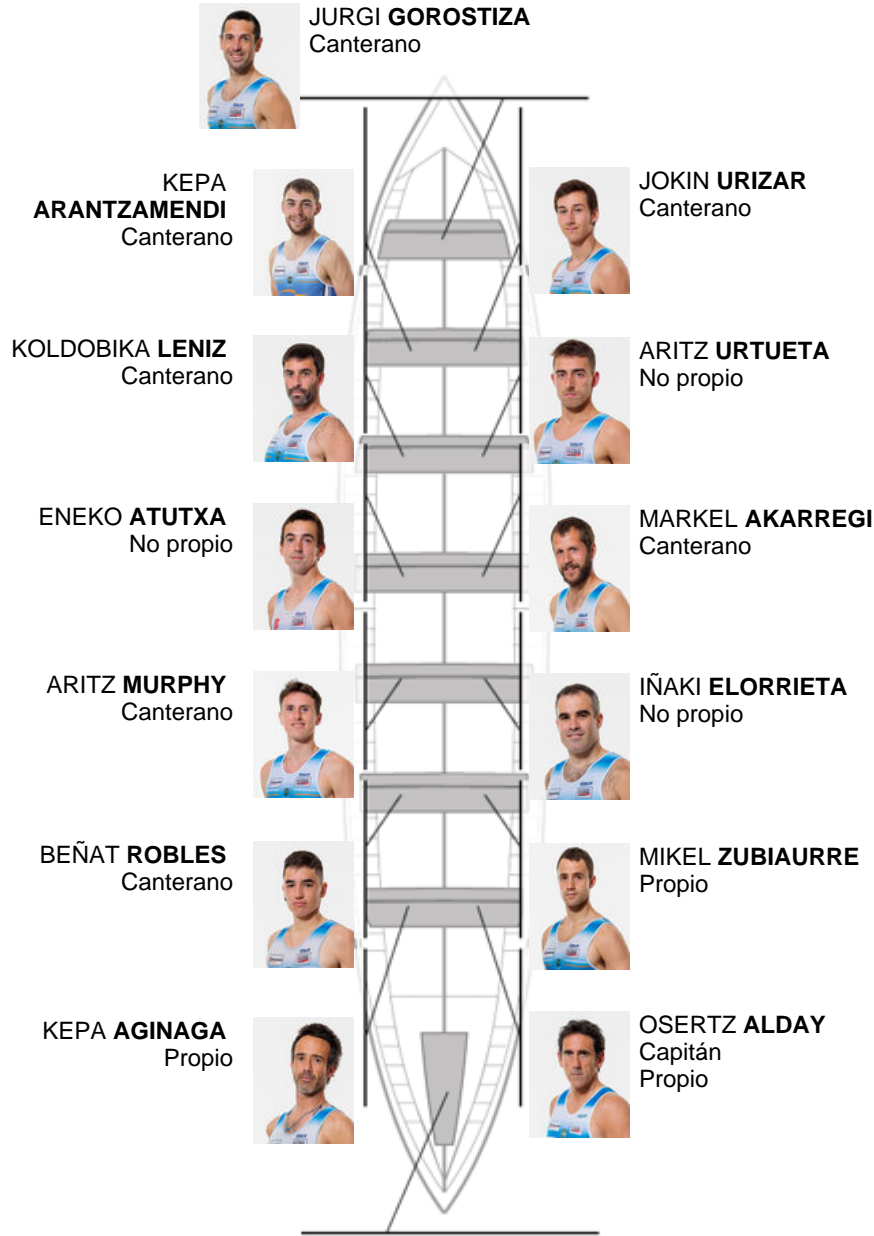 JURGI GOROSTIZA
Canterano
KEPA
ARANTZAMENDI
Canterano
JOKIN URIZAR
Canterano
KOLDOBIKA LENIZ
Canterano
ARITZ URTUETA
No propio
ENEKO ATUTXA
No propio
MARKEL AKARREGI
Canterano
ARITZ MURPHY
Canterano
IÑAKI ELORRIETA
No propio
BEÑAT ROBLES
Canterano
MIKEL ZUBIAURRE
Propio
KEPA AGINAGA
Propio
OSERTZ ALDAY
Capitán
Propio